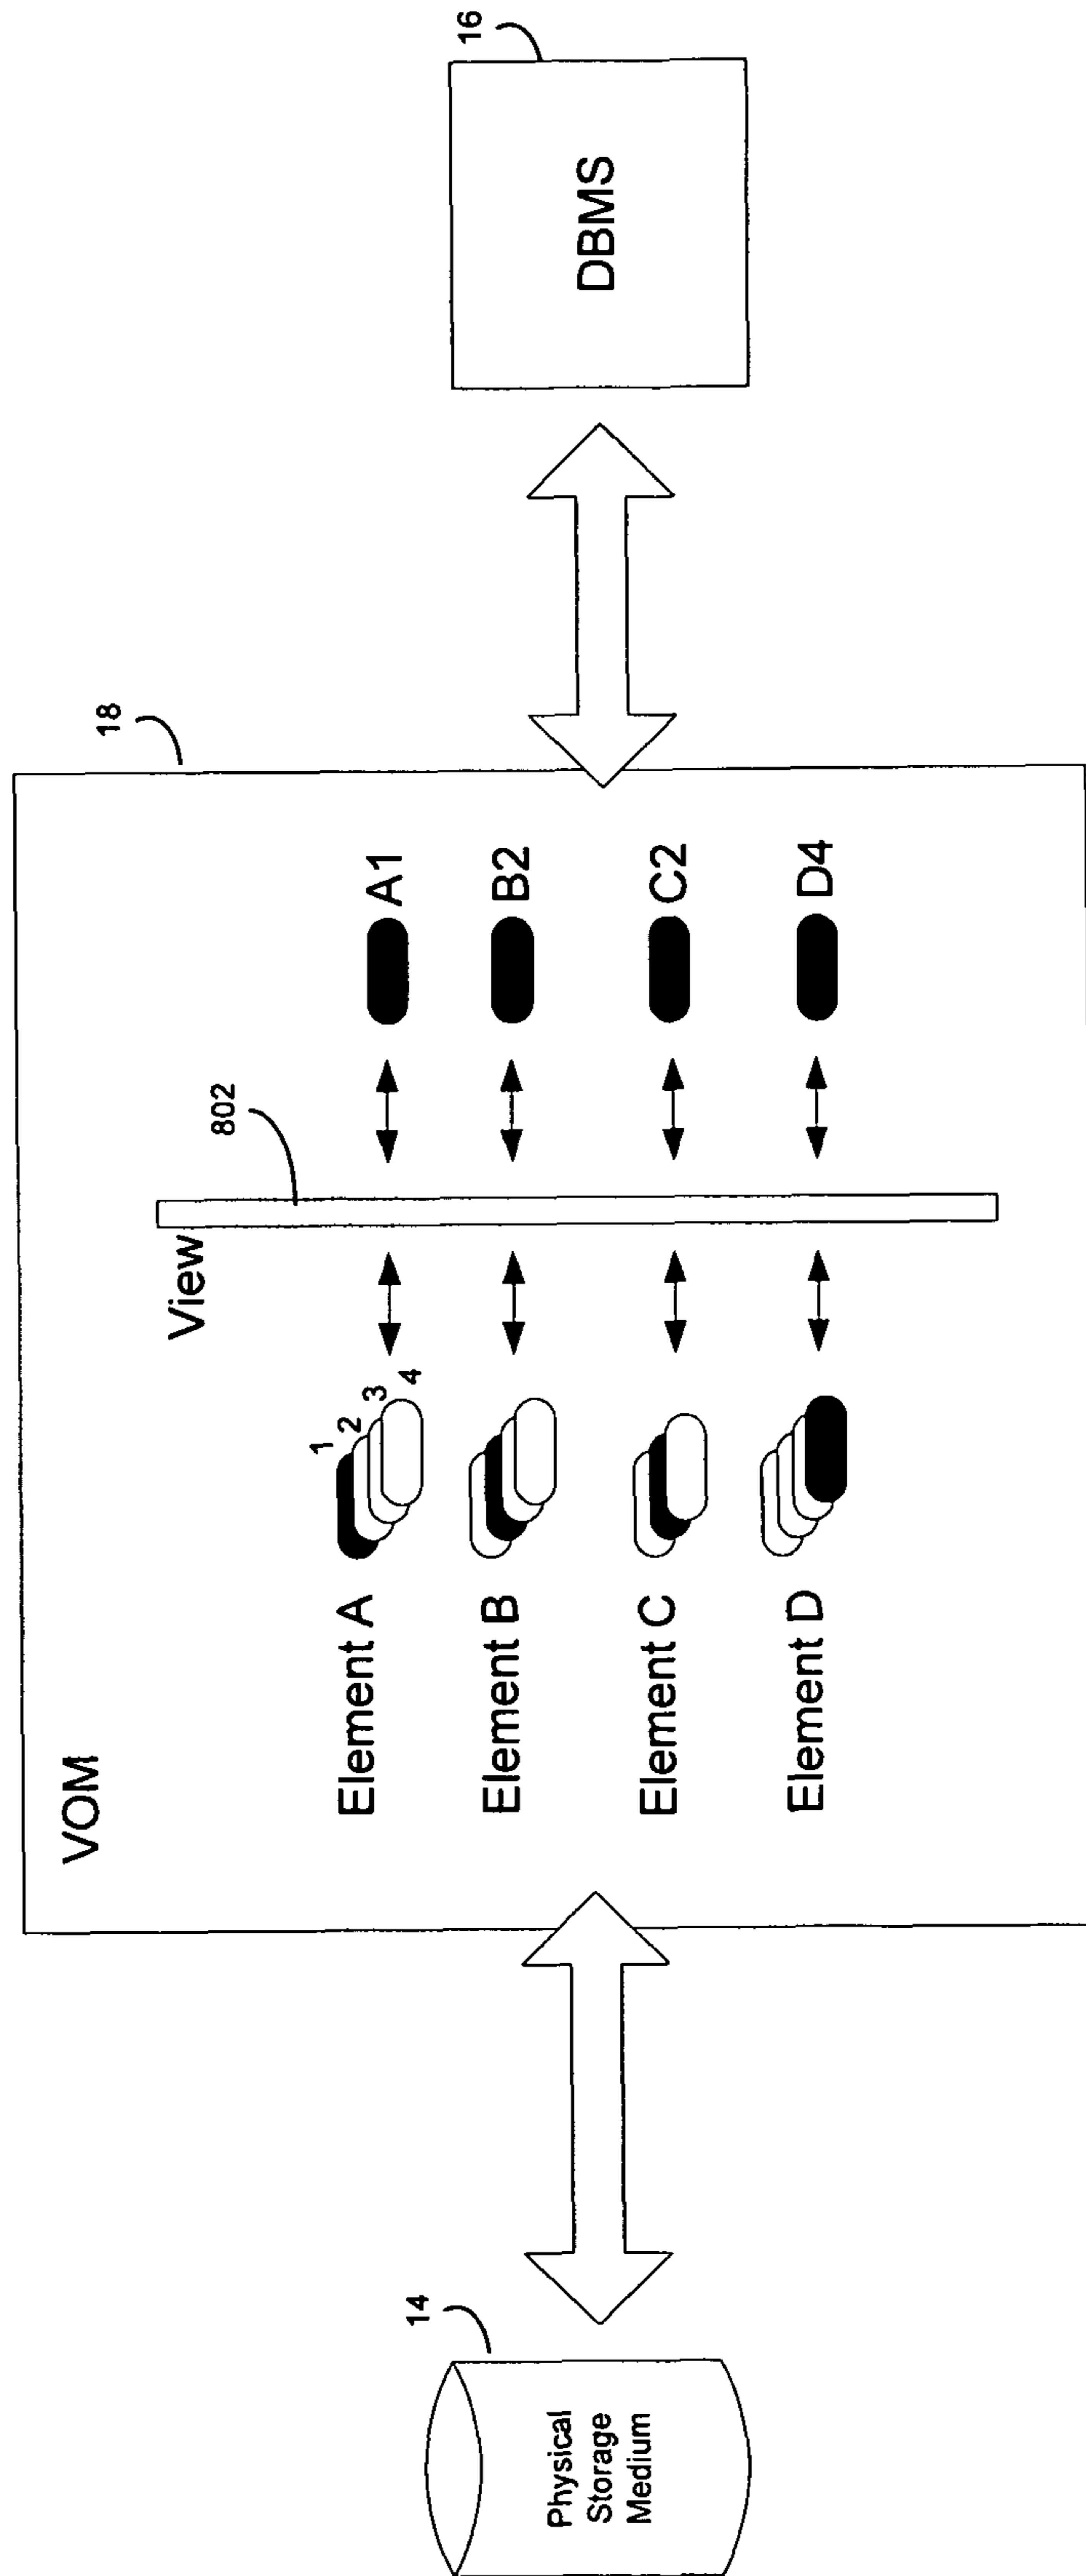 14
Physical
Storage
Medium
VOM
18
View
802
1
2
3
4
Element A
A1
Element B
B2
Element C
C2
Element D
D4
16
DBMS